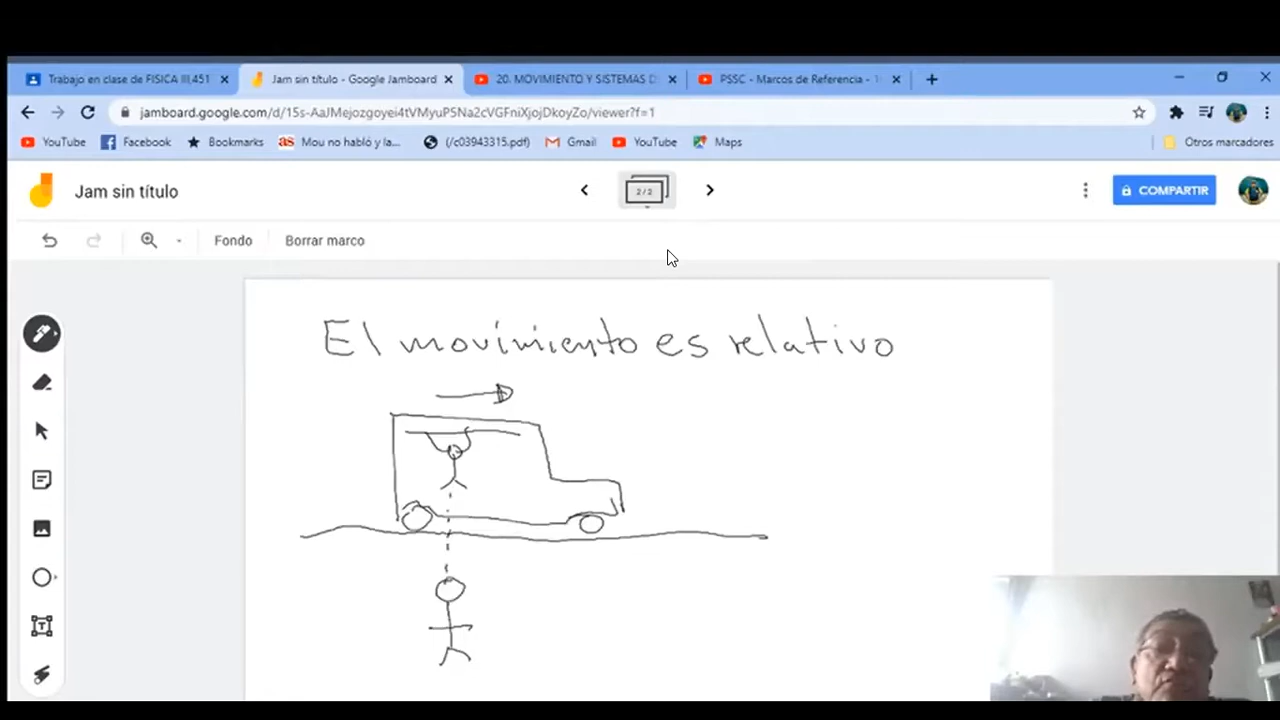 Trabajo en clase de FISICA III,451
Jam sin título - Google Jamboard
20. MOVIMIENTO Y SISTEMAS D
PSSC - Marcos de Referencia - 1
jamboard.google.com/d/15s-AaJMejozgoyei4tVMyuP5Na2cVGFniXjojDkoyZo/viewer?f=1
YouTube
Facebook
Bookmarks
as Mou no habló y la...
(/c03943315.pdf)
Gmail
YouTube
Maps
Otros marcadores
Jam sin título
2/2
COMPARTIR
Fondo
Borrar marco
El movimiento es relativo